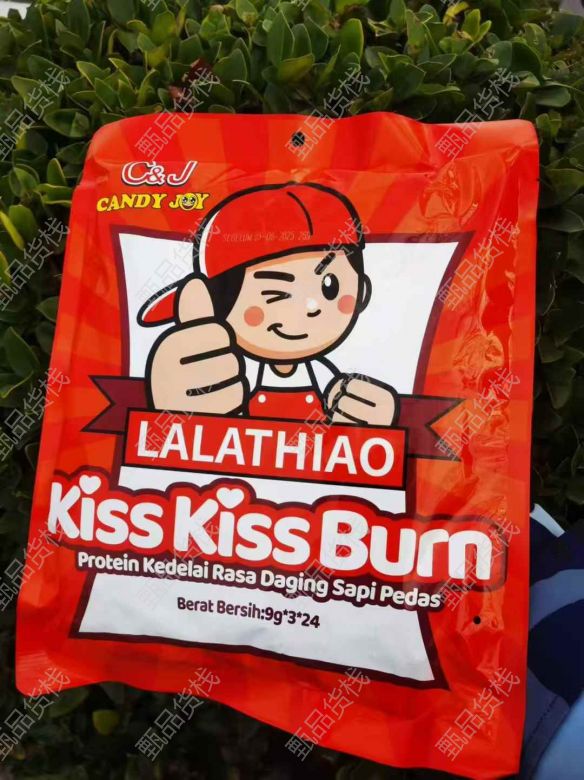 C&J
CANDY JOY
LALATHIAO
Kiss Kiss Burn
Protein Kedelai Rasa Daging Sapi Pedas
Berat Bersih:9g*3*24
甄品货栈